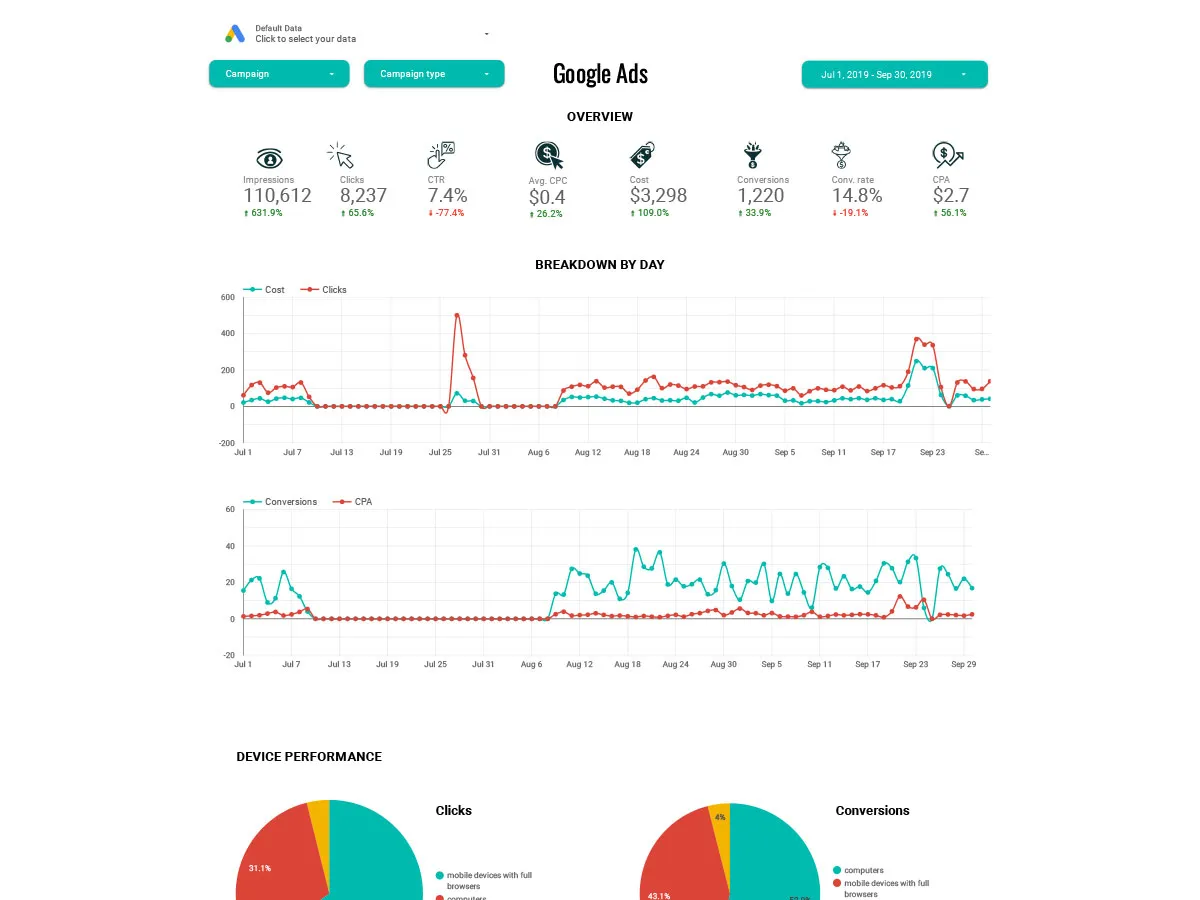 Default Data
Click to select your data
Campaign
Campaign type
Google Ads
Jul 1, 2019 - Sep 30, 2019
OVERVIEW
Impressions
110,612
631.9%
Clicks
8,237
65.6%
CTR
7.4%
-77.4%
Avg. CPC
$0.4
26.2%
Cost
$3,298
109.0%
Conversions
1,220
33.9%
Conv. rate
14.8%
-19.1%
CPA
$2.7
56.1%
BREAKDOWN BY DAY
Cost Clicks
600
400
200
0
-200
Jul 1 Jul 7 Jul 13 Jul 19 Jul 25 Jul 31 Aug 6 Aug 12 Aug 18 Aug 24 Aug 30 Sep 5 Sep 11 Sep 17 Sep 23 Se...
Conversions CPA
60
40
20
0
-20
Jul 1 Jul 7 Jul 13 Jul 19 Jul 25 Jul 31 Aug 6 Aug 12 Aug 18 Aug 24 Aug 30 Sep 5 Sep 11 Sep 17 Sep 23 Sep 29
DEVICE PERFORMANCE
Clicks
31.1%
mobile devices with full
browsers
computers
Conversions
4%
43.1%
computers
mobile devices with full
browsers